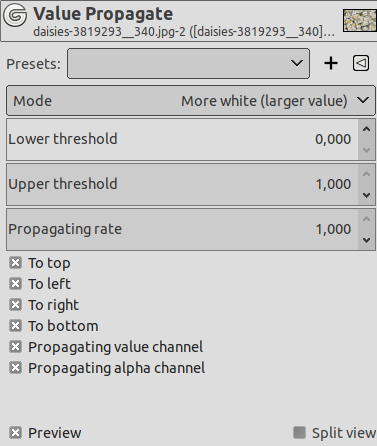 Value Propagate
daisies-3819293__340.jpg-2 ([daisies-3819293__340]...
Presets:
Mode More white (larger value)
Lower threshold 0,000
Upper threshold 1,000
Propagating rate 1,000
To top
To left
To right
To bottom
Propagating value channel
Propagating alpha channel
Preview Split view